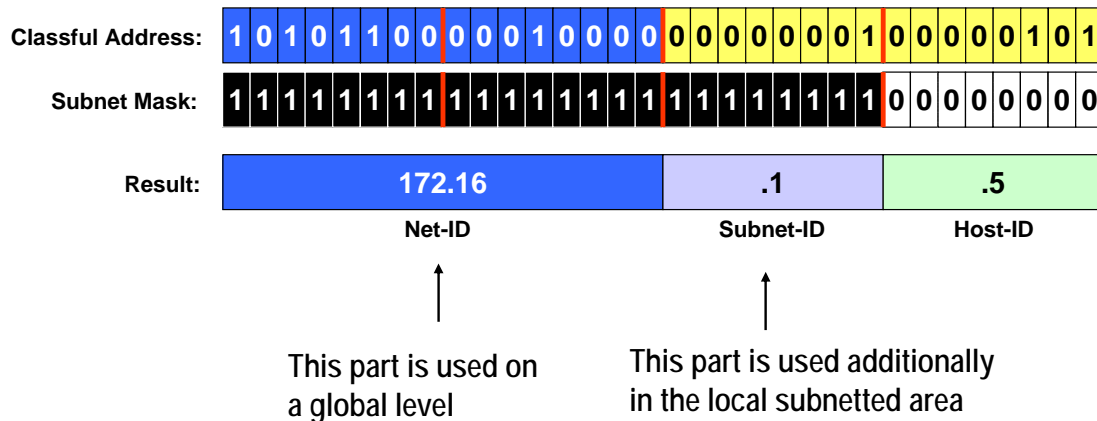 Classful Address: 1 0 1 0 1 1 0 0 0 0 0 1 0 0 0 0 0 0 0 0 0 0 0 1 0 0 0 0 0 1 0 1
Subnet Mask: 1 1 1 1 1 1 1 1 1 1 1 1 1 1 1 1 1 1 1 1 1 1 1 1 0 0 0 0 0 0 0 0
Result: 172.16 .1 .5
Net-ID Subnet-ID Host-ID
This part is used on
a global level
This part is used additionally
in the local subnetted area